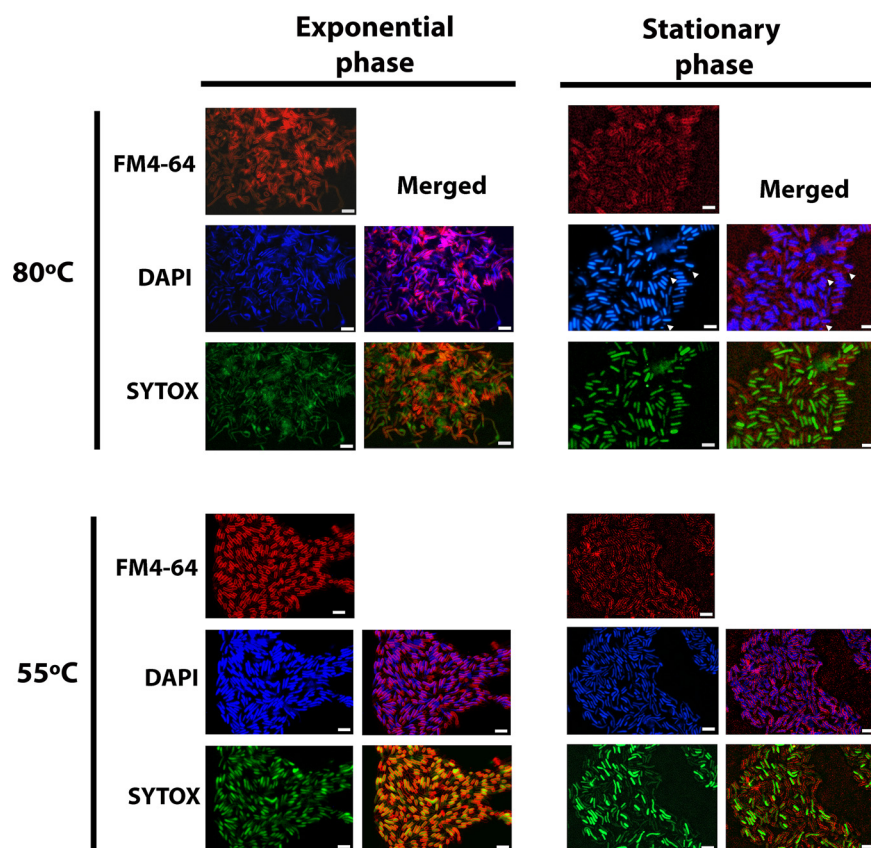 Exponential
phase
Stationary
phase
FM4-64
Merged
Merged
80ºC
DAPI
SYTOX
FM4-64
55ºC
DAPI
SYTOX